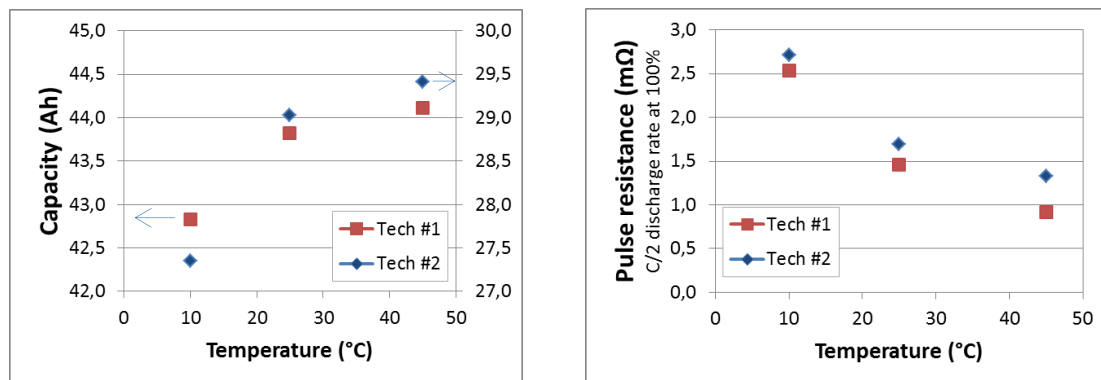 Capacity (Ah)
45,0
44,5
44,0
43,5
43,0
42,5
42,0
30,0
29,5
29,0
28,5
28,0
27,5
27,0
Tech #1
Tech #2
0 10 20 30 40 50
Temperature (°C)
Pulse resistance (mΩ)
C/2 discharge rate at 100%
3,0
2,5
2,0
1,5
1,0
0,5
0,0
Tech #1
Tech #2
0 10 20 30 40 50
Temperature (°C)